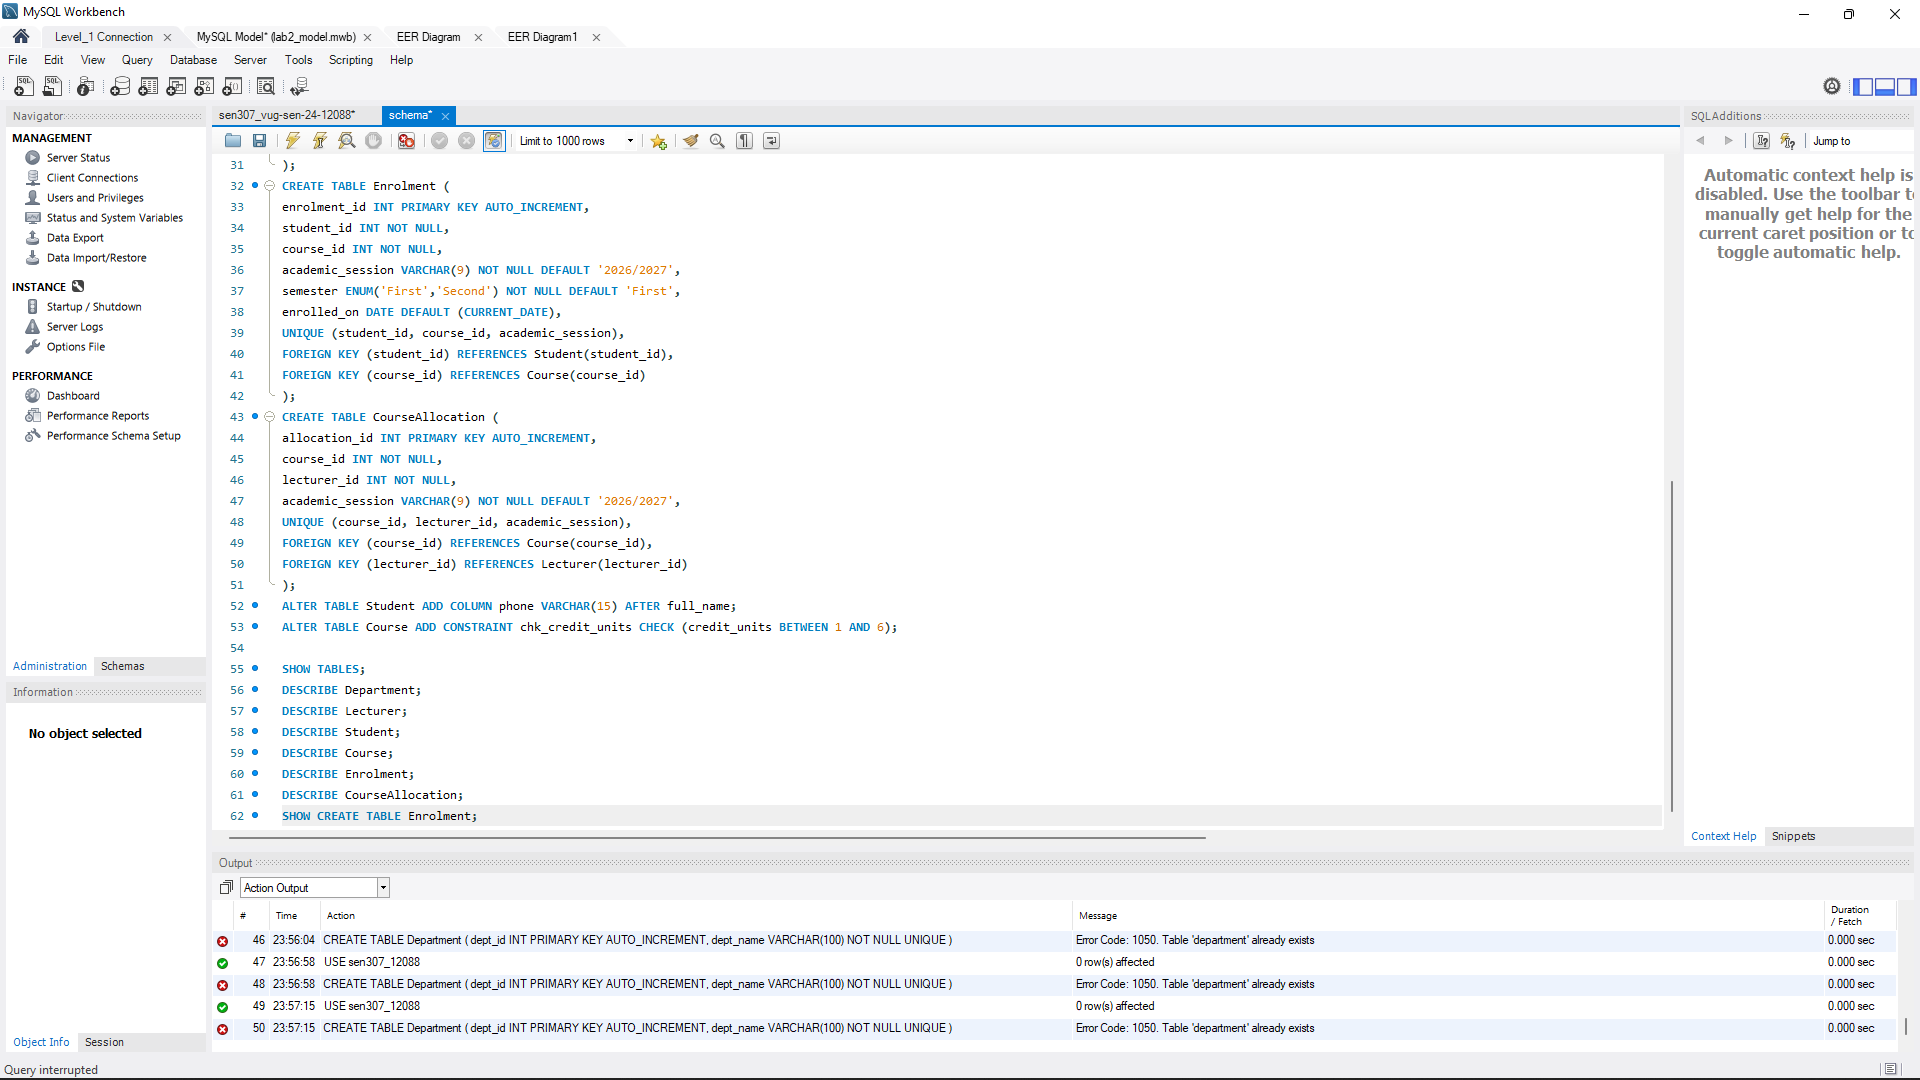 MySQL Workbench
Level_1 Connection
MySQL Model* (lab2_model.mwb)
EER Diagram
EER Diagram1
File Edit View Query Database Server Tools Scripting Help
Navigator
MANAGEMENT
Server Status
Client Connections
Users and Privileges
Status and System Variables
Data Export
Data Import/Restore
INSTANCE
Startup / Shutdown
Server Logs
Options File
PERFORMANCE
Dashboard
Performance Reports
Performance Schema Setup
Administration Schemas
Information
No object selected
Object Info Session
sen307_vug-sen-24-12088*
schema*
Limit to 1000 rows
31 );
32 CREATE TABLE Enrolment (
33 enrolment_id INT PRIMARY KEY AUTO_INCREMENT,
34 student_id INT NOT NULL,
35 course_id INT NOT NULL,
36 academic_session VARCHAR(9) NOT NULL DEFAULT '2026/2027',
37 semester ENUM('First','Second') NOT NULL DEFAULT 'First',
38 enrolled_on DATE DEFAULT (CURRENT_DATE),
39 UNIQUE (student_id, course_id, academic_session),
40 FOREIGN KEY (student_id) REFERENCES Student(student_id),
41 FOREIGN KEY (course_id) REFERENCES Course(course_id)
42 );
43 CREATE TABLE CourseAllocation (
44 allocation_id INT PRIMARY KEY AUTO_INCREMENT,
45 course_id INT NOT NULL,
46 lecturer_id INT NOT NULL,
47 academic_session VARCHAR(9) NOT NULL DEFAULT '2026/2027',
48 UNIQUE (course_id, lecturer_id, academic_session),
49 FOREIGN KEY (course_id) REFERENCES Course(course_id),
50 FOREIGN KEY (lecturer_id) REFERENCES Lecturer(lecturer_id)
51 );
52 ALTER TABLE Student ADD COLUMN phone VARCHAR(15) AFTER full_name;
53 ALTER TABLE Course ADD CONSTRAINT chk_credit_units CHECK (credit_units BETWEEN 1 AND 6);
54
55 SHOW TABLES;
56 DESCRIBE Department;
57 DESCRIBE Lecturer;
58 DESCRIBE Student;
59 DESCRIBE Course;
60 DESCRIBE Enrolment;
61 DESCRIBE CourseAllocation;
62 SHOW CREATE TABLE Enrolment;
SQLAdditions
Jump to
Automatic context help is
disabled. Use the toolbar t
manually get help for the
current caret position or to
toggle automatic help.
Context Help Snippets
Output
Action Output
# Time Action Message Duration / Fetch
46 23:56:04 CREATE TABLE Department ( dept_id INT PRIMARY KEY AUTO_INCREMENT, dept_name VARCHAR(100) NOT NULL UNIQUE ) Error Code: 1050. Table 'department' already exists 0.000 sec
47 23:56:58 USE sen307_12088 0 row(s) affected 0.000 sec
48 23:56:58 CREATE TABLE Department ( dept_id INT PRIMARY KEY AUTO_INCREMENT, dept_name VARCHAR(100) NOT NULL UNIQUE ) Error Code: 1050. Table 'department' already exists 0.000 sec
49 23:57:15 USE sen307_12088 0 row(s) affected 0.000 sec
50 23:57:15 CREATE TABLE Department ( dept_id INT PRIMARY KEY AUTO_INCREMENT, dept_name VARCHAR(100) NOT NULL UNIQUE ) Error Code: 1050. Table 'department' already exists 0.000 sec
Query interrupted